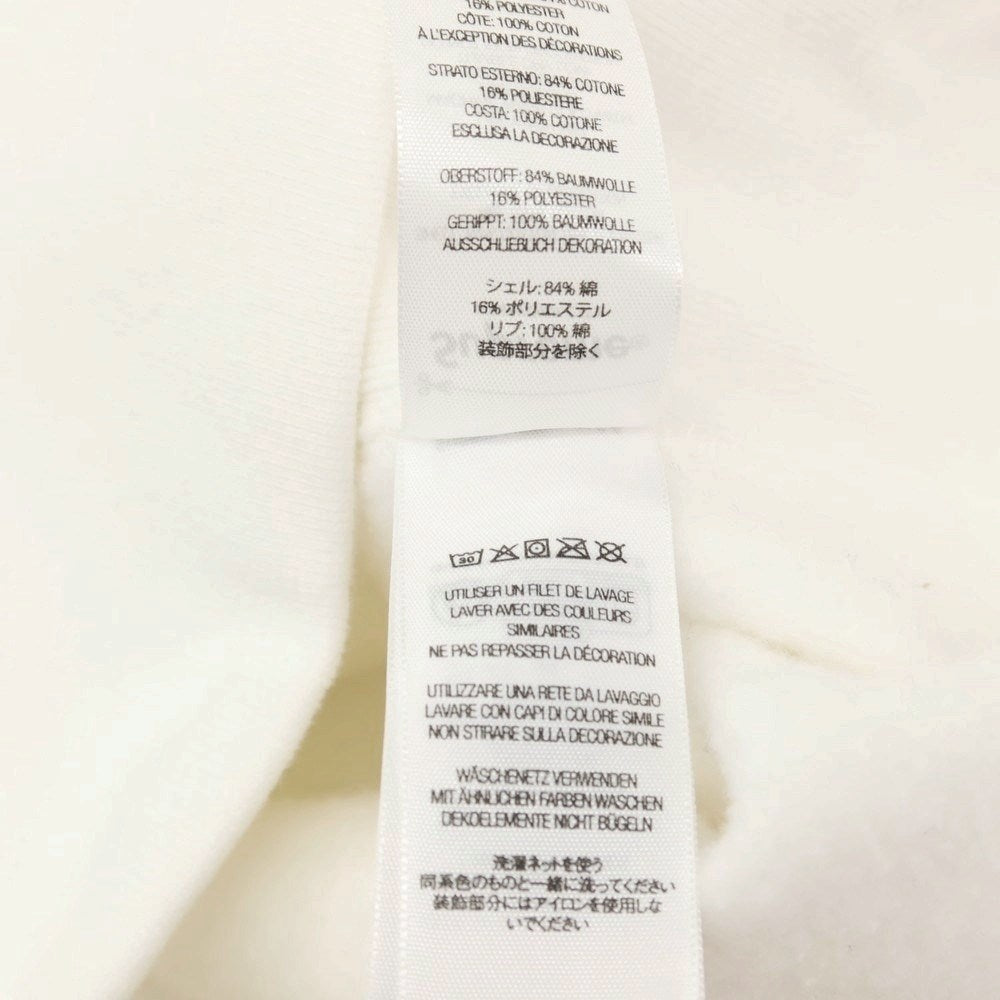 COTON
16% POLYESTER
CÔTE: 100% COTON
À L'EXCEPTION DES DÉCORATIONS
STRATO ESTERNO: 84% COTONE
16% POLIESTERE
COSTA: 100% COTONE
ESCLUSA LA DECORAZIONE
OBERSTOFF: 84% BAUMWOLLE
16% POLYESTER
GERIPPT: 100% BAUMWOLLE
AUSSCHLIEBLICH DEKORATION
シェル: 84% 綿
16% ポリエステル
リブ: 100% 綿
装飾部分を除く
30
UTILISER UN FILET DE LAVAGE
LAVER AVEC DES COULEURS
SIMILAIRES
NE PAS REPASSER LA DÉCORATION
UTILIZZARE UNA RETE DA LAVAGGIO
LAVARE CON CAPI DI COLORE SIMILE
NON STIRARE SULLA DECORAZIONE
WÄSCHENETZ VERWENDEN
MIT ÄHNLICHEN FARBEN WASCHEN
DEKOELEMENTE NICHT BÜGELN
洗濯ネットを使う
同系色のものと一緒に洗ってください
装飾部分にはアイロンを使用しな
いでください